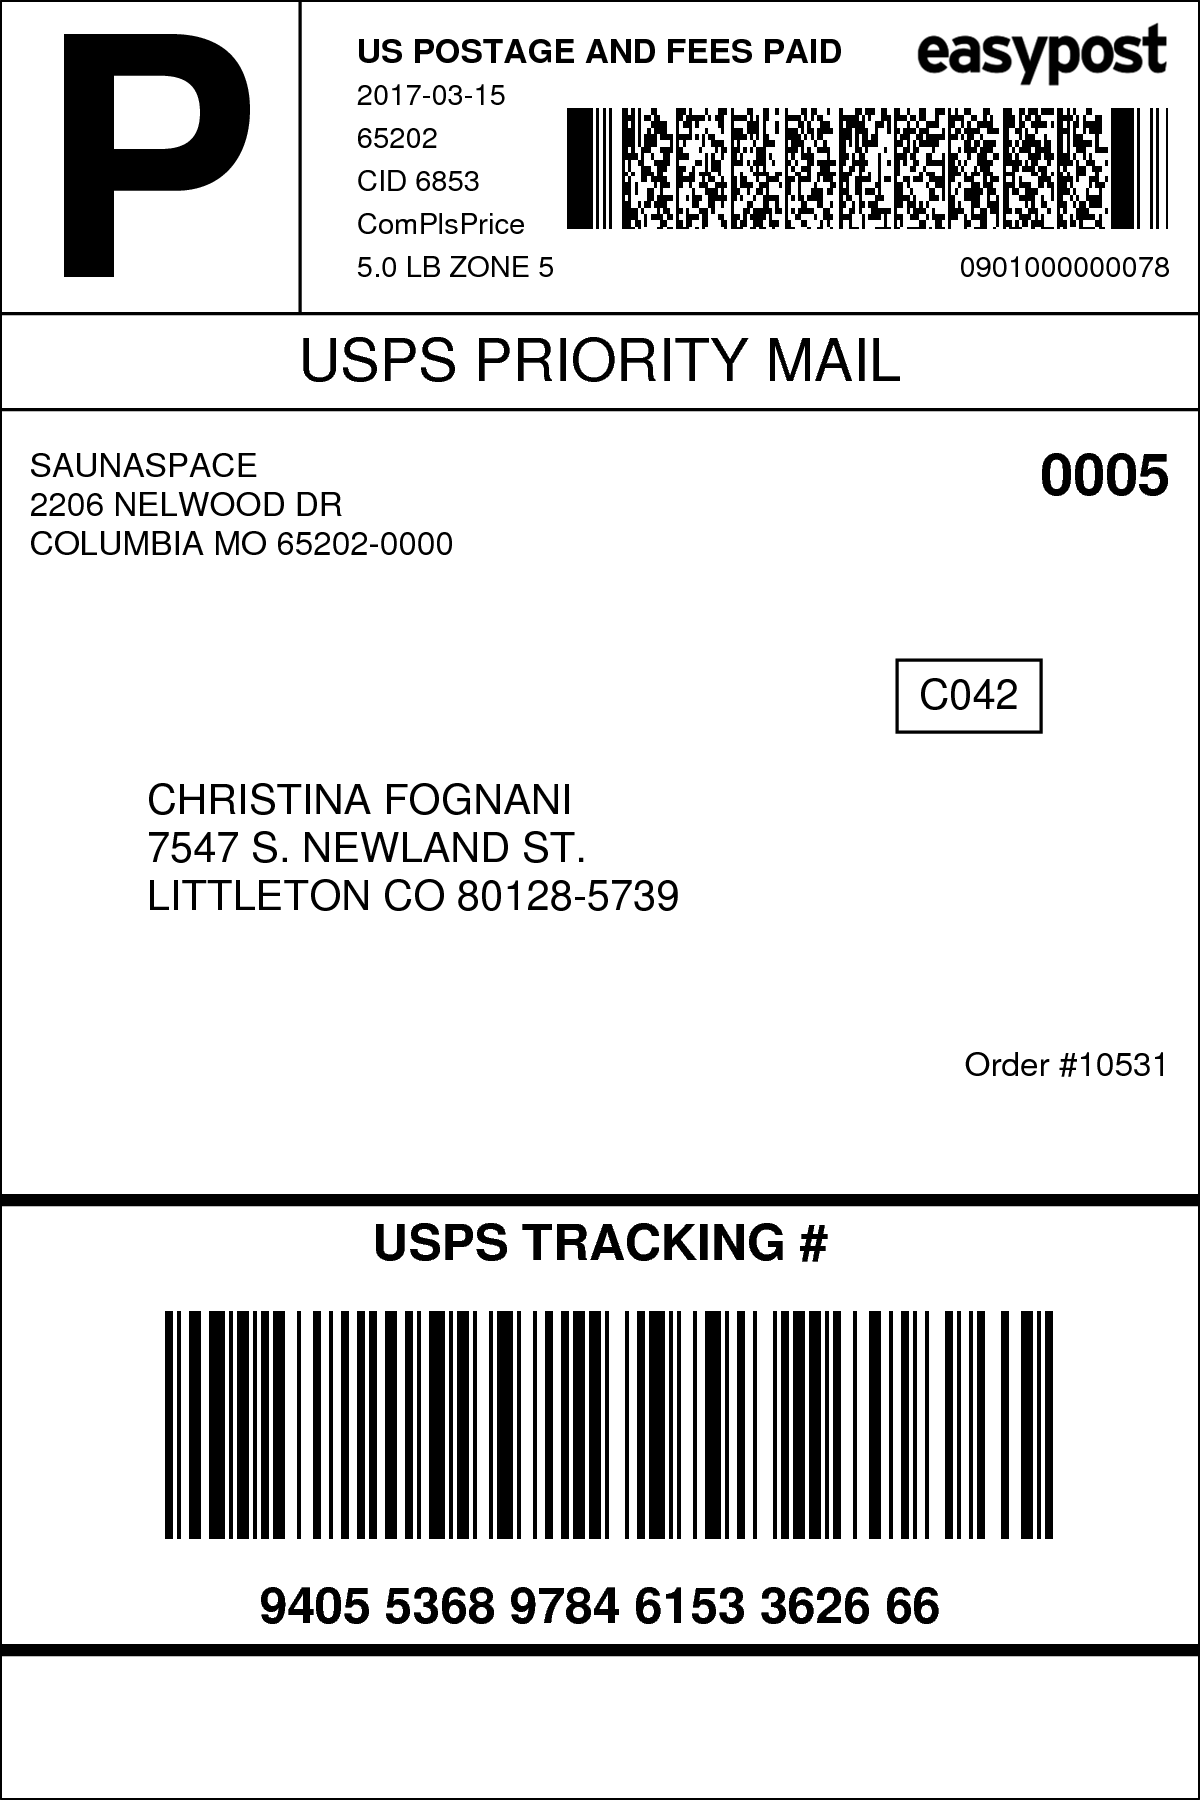 P
US POSTAGE AND FEES PAID
easypost
2017-03-15
65202
CID 6853
ComPlsPrice
5.0 LB ZONE 5
0901000000078
USPS PRIORITY MAIL
SAUNASPACE
2206 NELWOOD DR
COLUMBIA MO 65202-0000
0005
C042
CHRISTINA FOGNANI
7547 S. NEWLAND ST.
LITTLETON CO 80128-5739
Order #10531
USPS TRACKING #
9405 5368 9784 6153 3626 66